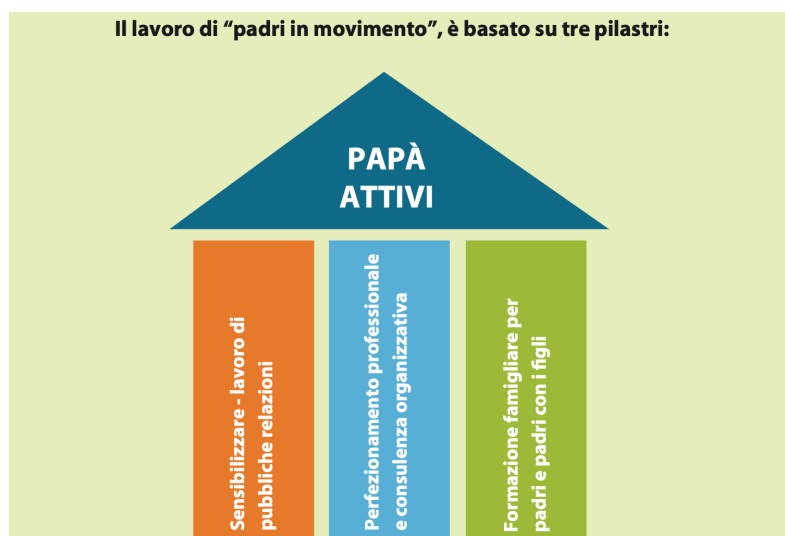 Il lavoro di “padri in movimento”, è basato su tre pilastri:
PAPÀ
ATTIVI
Sensibilizzare - lavoro di
pubbliche relazioni
Perfezionamento professionale
e consulenza organizzativa
Formazione famigliare per
padri e padri con i figli